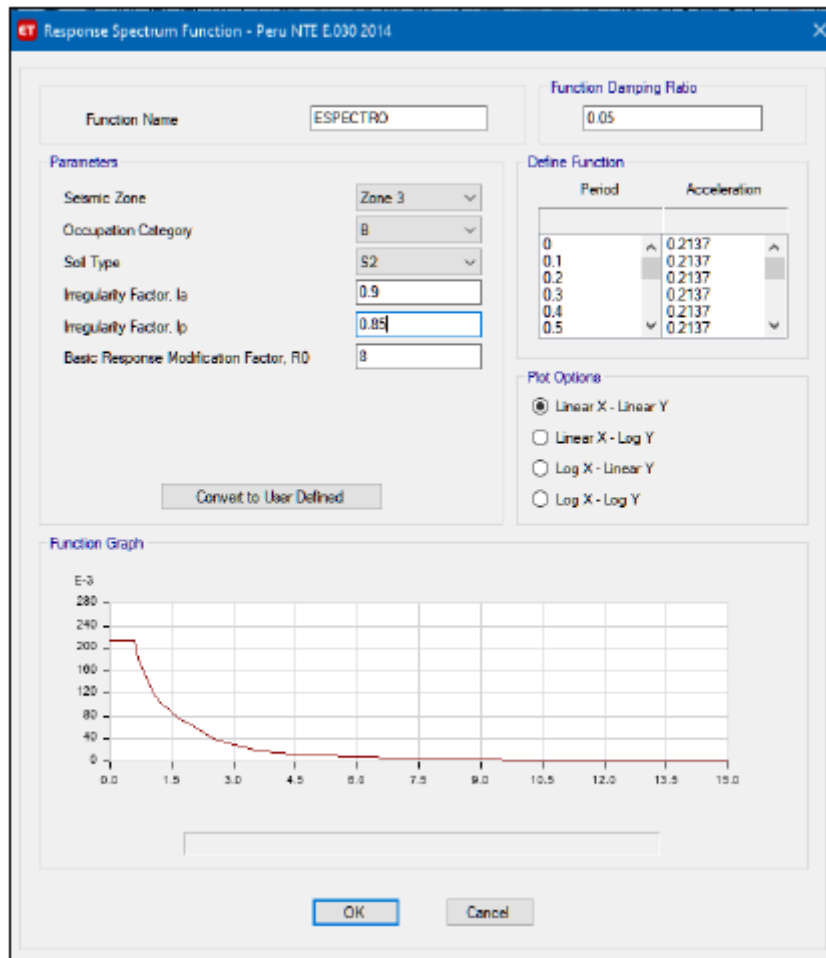 ET Response Spectrum Function - Peru NTE E.030 2014
Function Name ESPECTRO
Function Damping Ratio
0.05
Parameters
Seismic Zone Zone 3
Occupation Category B
Soil Type S2
Irregularity Factor, Ia 0.9
Irregularity Factor, Ip 0.85
Basic Response Modification Factor, R0 8
Convert to User Defined
Define Function
Period Acceleration
0 0.2137
0.1 0.2137
0.2 0.2137
0.3 0.2137
0.4 0.2137
0.5 0.2137
Plot Options
Linear X - Linear Y
Linear X - Log Y
Log X - Linear Y
Log X - Log Y
Function Graph
E-3
280
240
200
160
120
80
40
0
0.0 1.5 3.0 4.5 6.0 7.5 9.0 10.5 12.0 13.5 15.0
OK Cancel